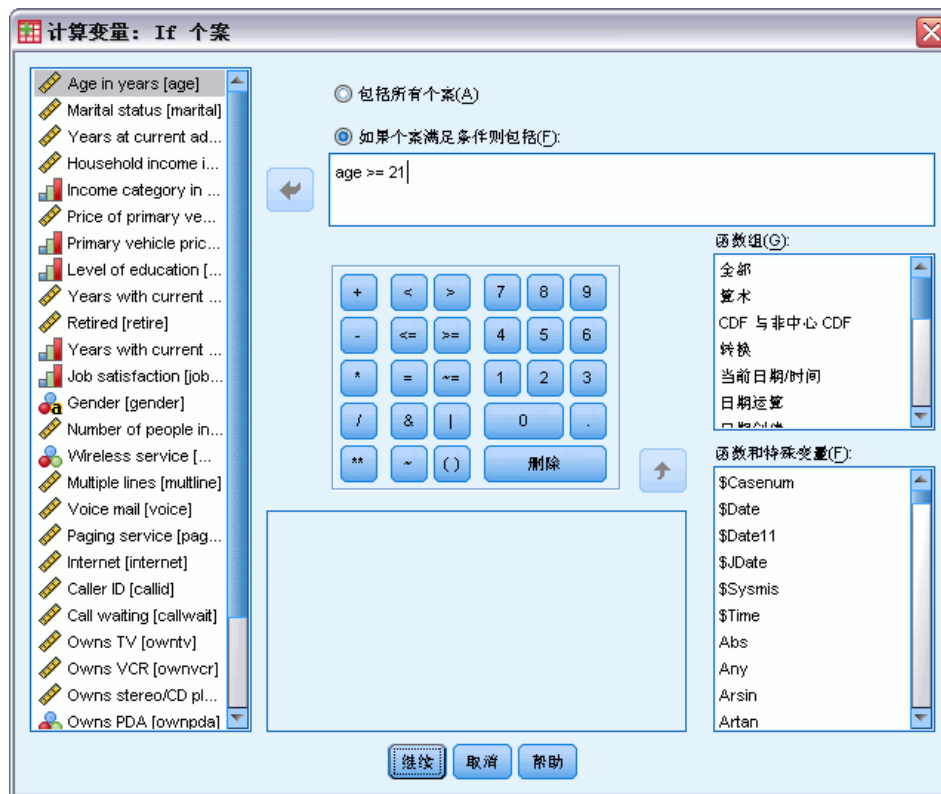 计算变量: If 个案
Age in years [age]
Marital status [marital]
Years at current ad...
Household income i...
Income category in ...
Price of primary ve...
Primary vehicle pric...
Level of education [...
Years with current ...
Retired [retire]
Years with current ...
Job satisfaction [job...
Gender [gender]
Number of people in...
Wireless service [...
Multiple lines [multline]
Voice mail [voice]
Paging service [pag...
Internet [internet]
Caller ID [callid]
Call waiting [callwait]
Owns TV [owntv]
Owns VCR [ownvcr]
Owns stereo/CD pl...
Owns PDA [ownpda]
包括所有个案(A)
如果个案满足条件则包括(F):
age >= 21
+ < > 7 8 9
- <= >= 4 5 6
* = ~= 1 2 3
/ & | 0 .
** ~ ( ) 删除
函数组(G):
全部
算术
CDF 与非中心 CDF
转换
当前日期/时间
日期运算
日期创建
函数和特殊变量(F):
$Casenum
$Date
$Date11
$JDate
$Sysmis
$Time
Abs
Any
Arsin
Artan
继续 取消 帮助